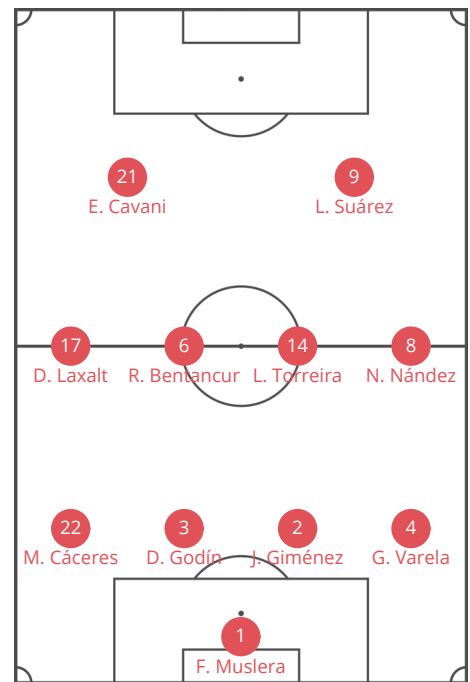 21
E. Cavani
9
L. Suárez
17
D. Laxalt
6
R. Bentancur
14
L. Torreira
8
N. Nández
22
M. Cáceres
3
D. Godín
2
J. Giménez
4
G. Varela
1
F. Muslera